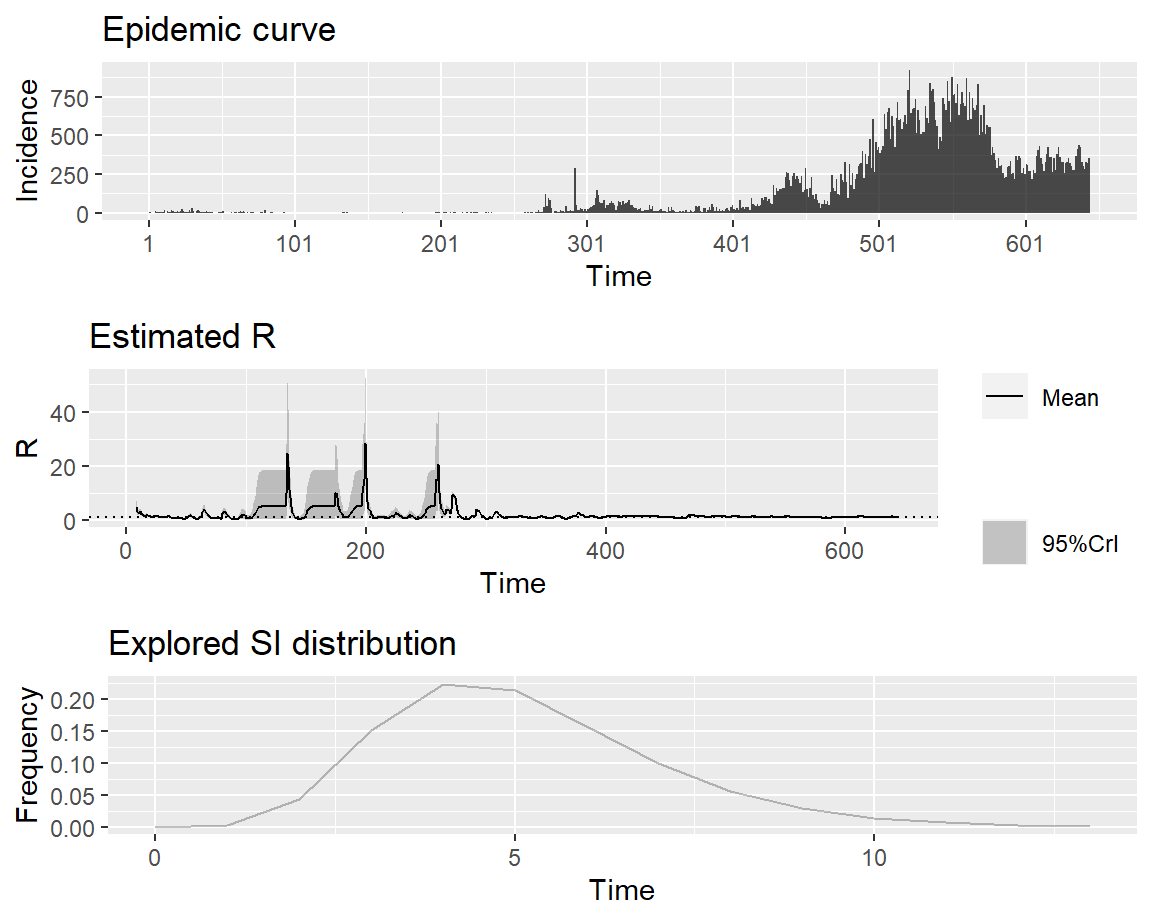 Epidemic curve
Incidence
750
500
250
0
1 101 201 301 401 501 601
Time
Estimated R
R
40
20
0
0 200 400 600
Time
Mean
95%CrI
Explored SI distribution
Frequency
0.20
0.15
0.10
0.05
0.00
0 5 10
Time